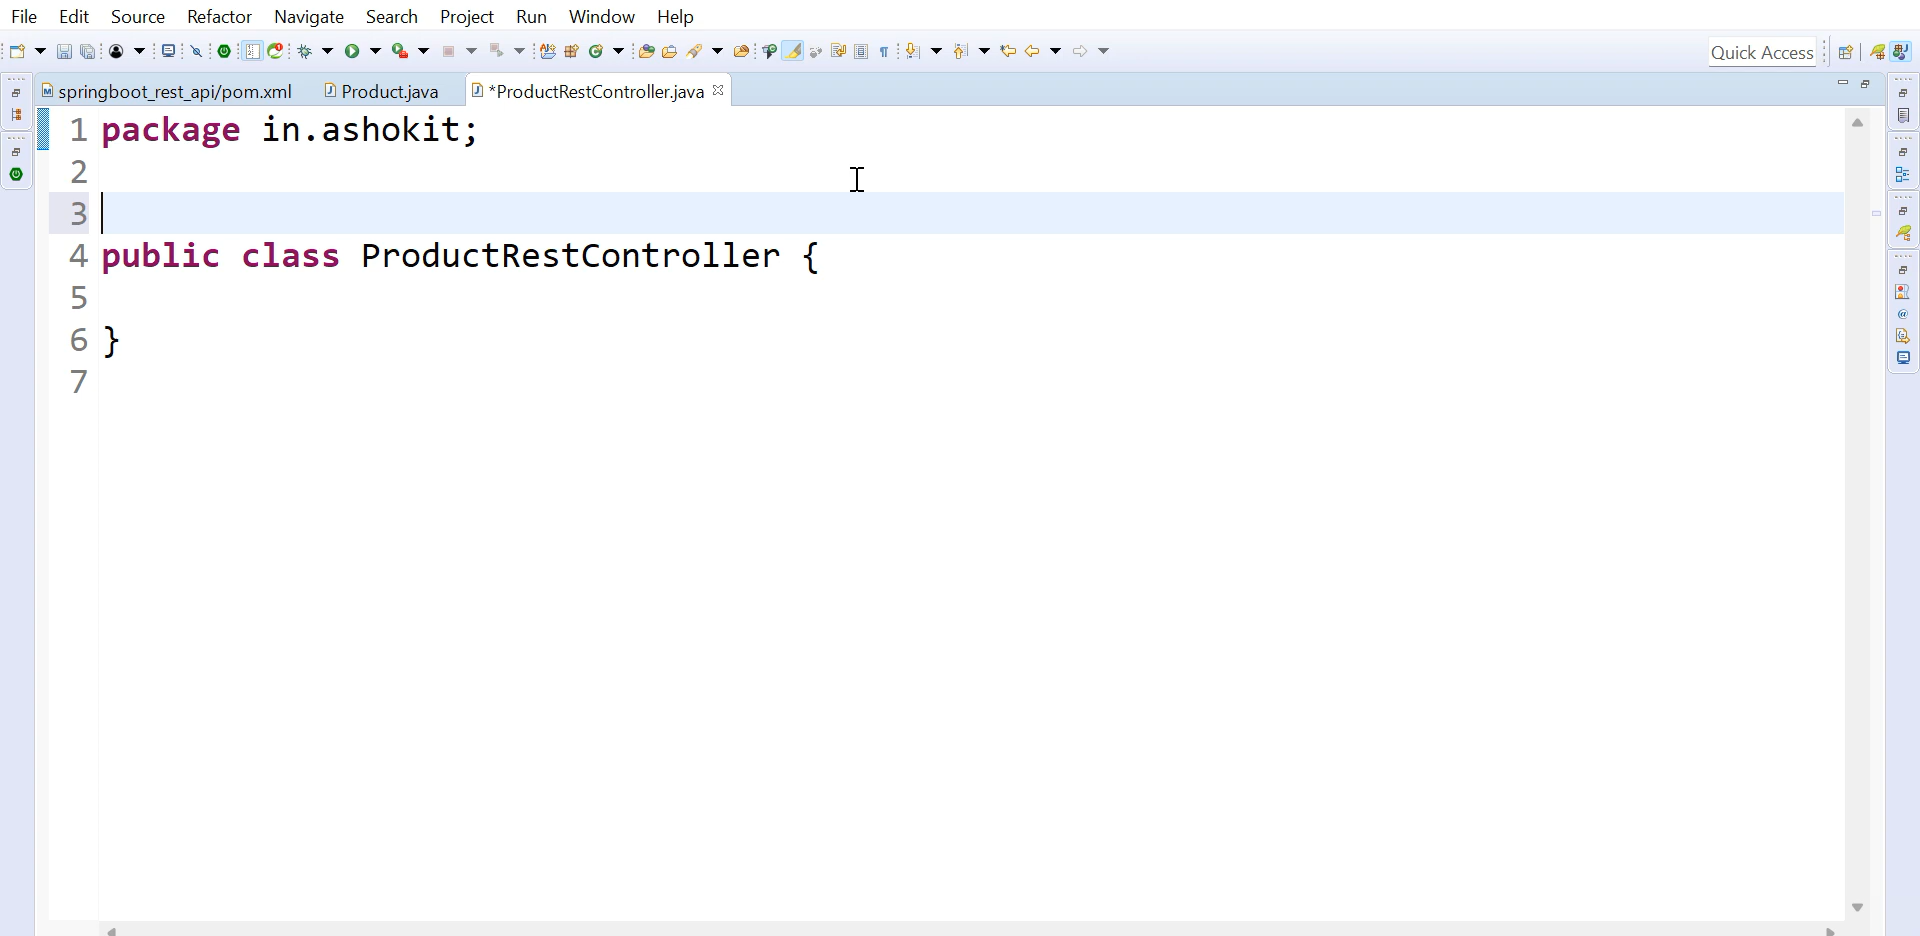 File Edit Source Refactor Navigate Search Project Run Window Help
Quick Access
springboot_rest_api/pom.xml Product.java *ProductRestController.java
1 package in.ashokit;
2
3
4 public class ProductRestController {
5
6 }
7